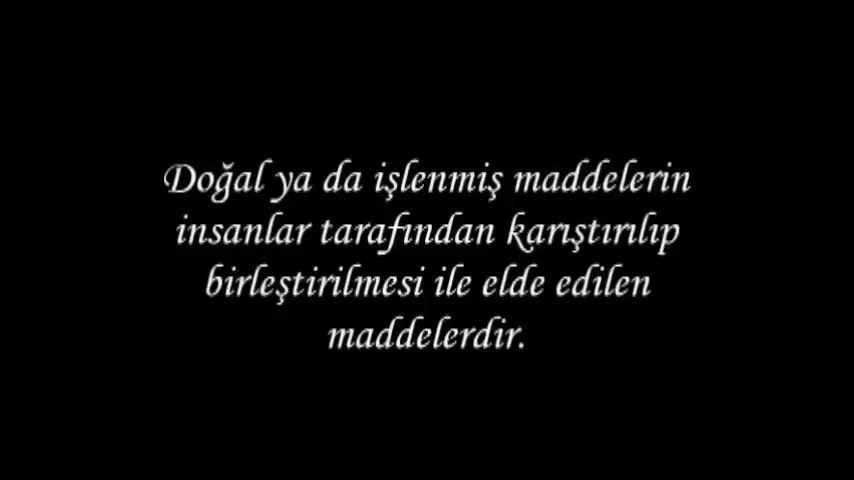 Doğal ya da işlenmiş maddelerin
insanlar tarafından karıştırılıp
birleştirilmesi ile elde edilen
maddelerdir.